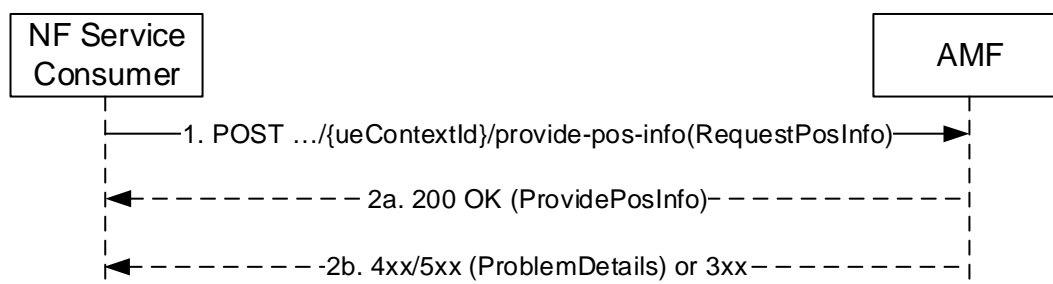 NF Service
Consumer
AMF
1. POST …/{ueContextId}/provide-pos-info(RequestPosInfo)
2a. 200 OK (ProvidePosInfo)
2b. 4xx/5xx (ProblemDetails) or 3xx